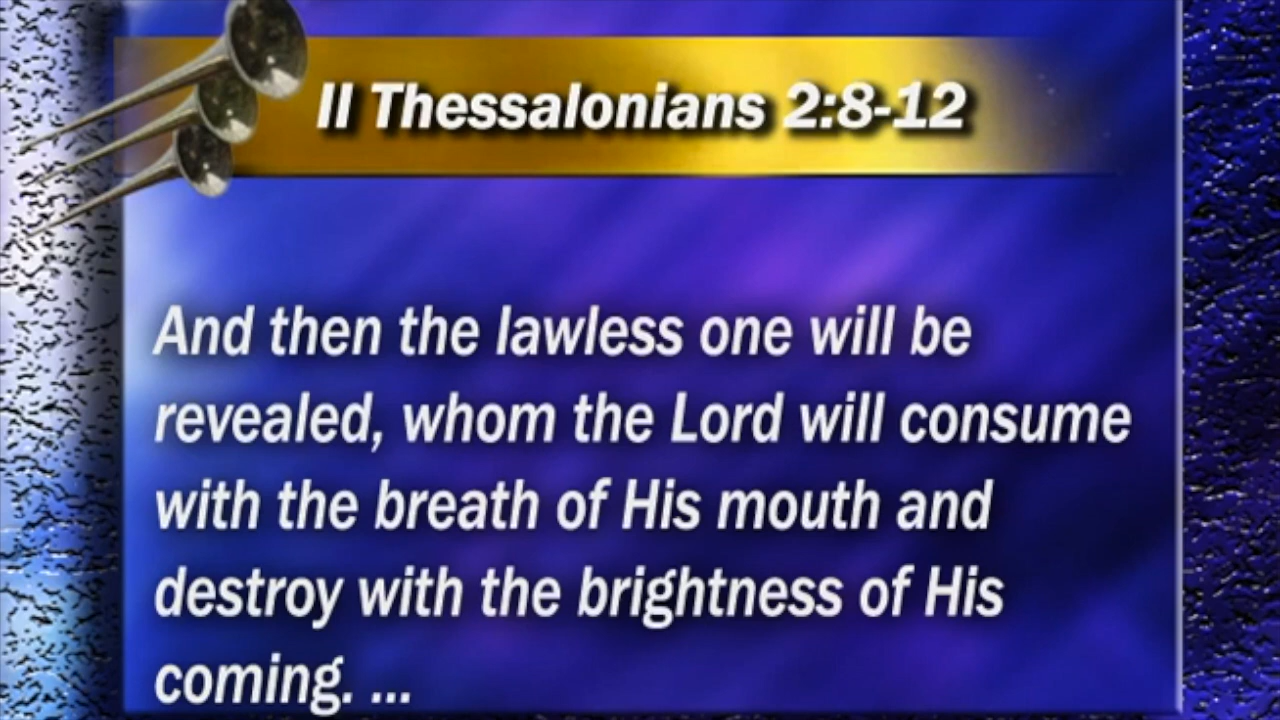 II Thessalonians 2:8-12
And then the lawless one will be
revealed, whom the Lord will consume
with the breath of His mouth and
destroy with the brightness of His
coming. ...